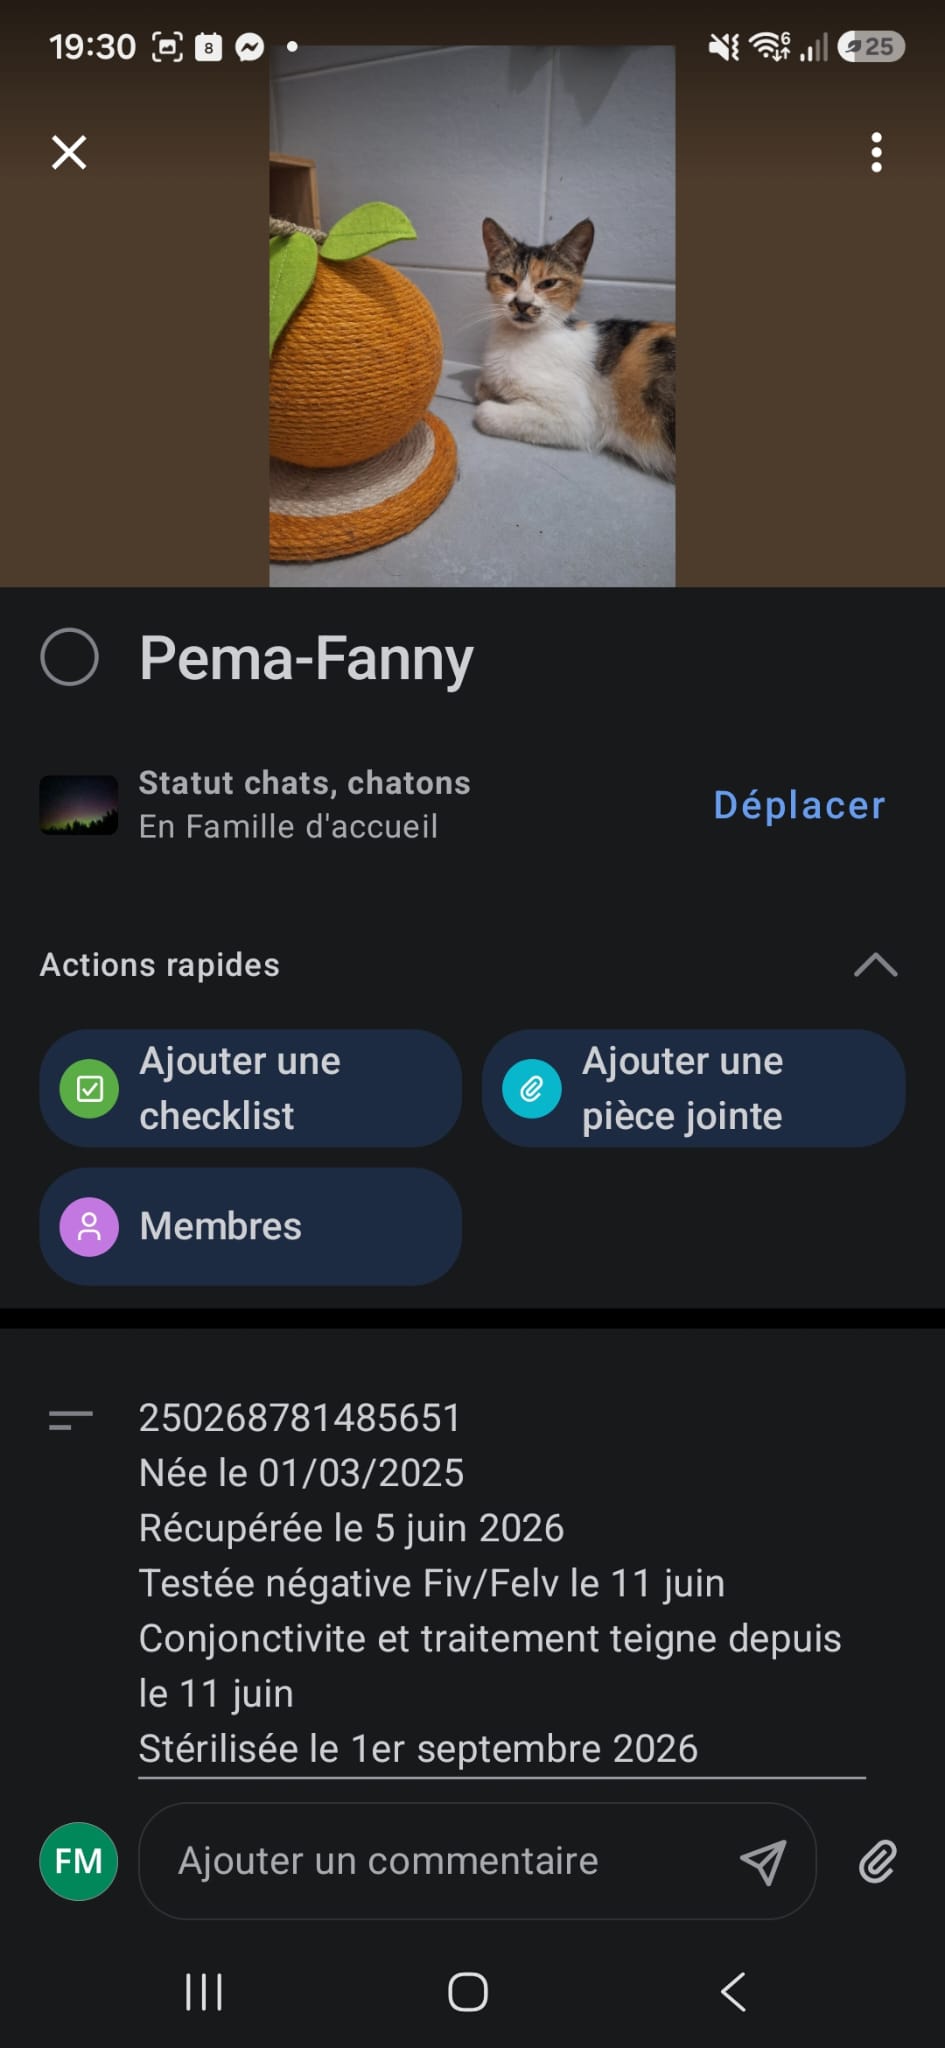 19:30
8
6
25
Pema-Fanny
Statut chats, chatons
En Famille d'accueil
Déplacer
Actions rapides
Ajouter une
checklist
Ajouter une
pièce jointe
Membres
250268781485651
Née le 01/03/2025
Récupérée le 5 juin 2026
Testée négative Fiv/Felv le 11 juin
Conjonctivite et traitement teigne depuis
le 11 juin
Stérilisée le 1er septembre 2026
FM
Ajouter un commentaire